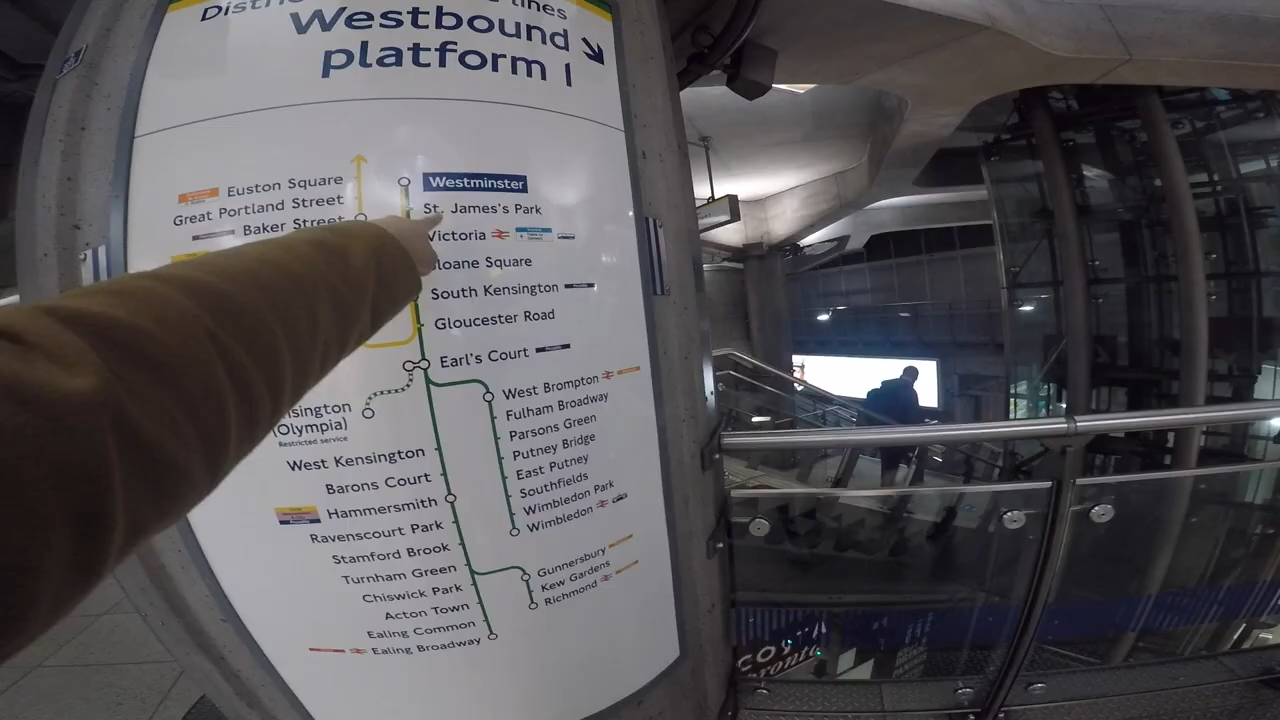 lines
Westbound
platform 1
Euston Square
Great Portland Street
Baker Street
Westminster
St. James's Park
Victoria
loane Square
South Kensington
Gloucester Road
Earl's Court
nsington
(Olympia)
Restricted service
West Kensington
Barons Court
Hammersmith
Ravenscourt Park
Stamford Brook
Turnham Green
Chiswick Park
Acton Town
Ealing Common
Ealing Broadway
West Brompton
Fulham Broadway
Parsons Green
Putney Bridge
East Putney
Southfields
Wimbledon Park
Wimbledon
Gunnersbury
Kew Gardens
Richmond